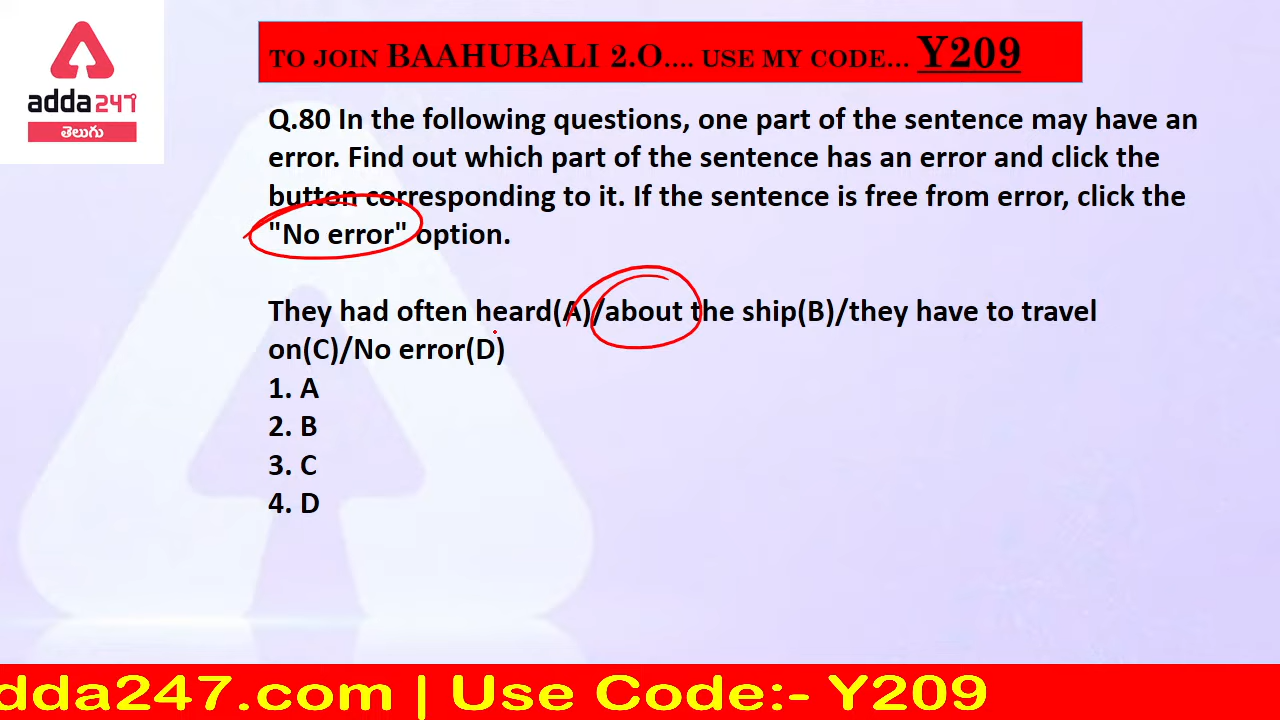 adda247
తెలుగు
TO JOIN BAAHUBALI 2.O.... USE MY CODE... Y209
Q.80 In the following questions, one part of the sentence may have an
error. Find out which part of the sentence has an error and click the
button corresponding to it. If the sentence is free from error, click the
"No error" option.
They had often heard(A)/about the ship(B)/they have to travel
on(C)/No error(D)
1. A
2. B
3. C
4. D
dda247.com | Use Code:- Y209